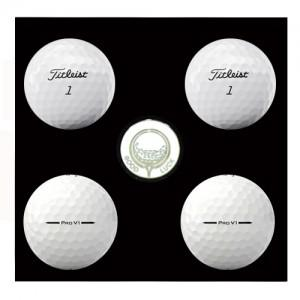 Titleist
1
Titleist
1
GOOD LUCK
PRO V1
PRO V1